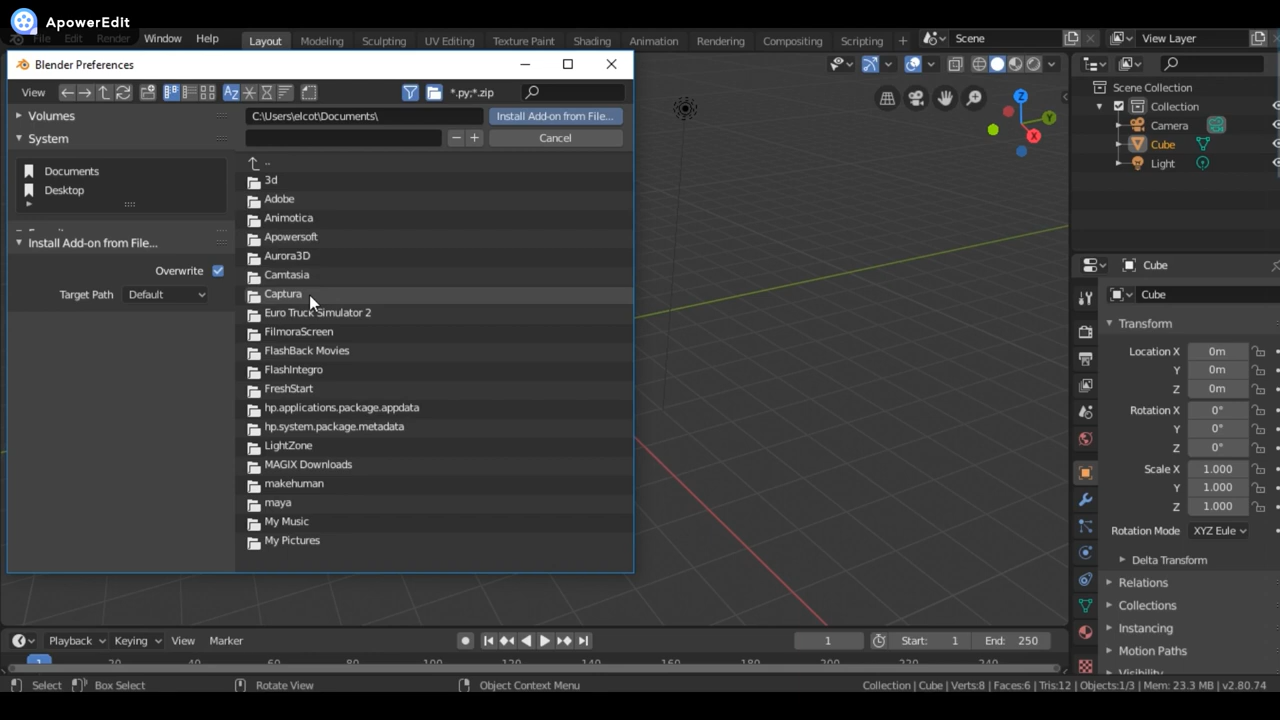 ApowerEdit
File Edit Render Window Help Layout Modeling Sculpting UV Editing Texture Paint Shading Animation Rendering Compositing Scripting + Scene View Layer
Blender Preferences
View *.py;*.zip
Volumes
System
Documents
Desktop
Install Add-on from File...
Overwrite
Target Path Default
C:\Users\elcot\Documents\ Install Add-on from File...
Cancel
..
3d
Adobe
Animotica
Apowersoft
Aurora3D
Camtasia
Captura
Euro Truck Simulator 2
FilmoraScreen
FlashBack Movies
FlashIntegro
FreshStart
hp.applications.package.appdata
hp.system.package.metadata
LightZone
MAGIX Downloads
makehuman
maya
My Music
My Pictures
Z
Y
X
Scene Collection
Collection
Camera
Cube
Light
Cube
Cube
Transform
Location X 0m
Y 0m
Z 0m
Rotation X 0°
Y 0°
Z 0°
Scale X 1.000
Y 1.000
Z 1.000
Rotation Mode XYZ Eule
Delta Transform
Relations
Collections
Instancing
Motion Paths
Visibility
Playback Keying View Marker 1 Start: 1 End: 250
1 20 40 60 80 100 120 140 160 180 200 220 240
Select Box Select Rotate View Object Context Menu Collection | Cube | Verts:8 | Faces:6 | Tris:12 | Objects:1/3 | Mem: 23.3 MB | v2.80.74